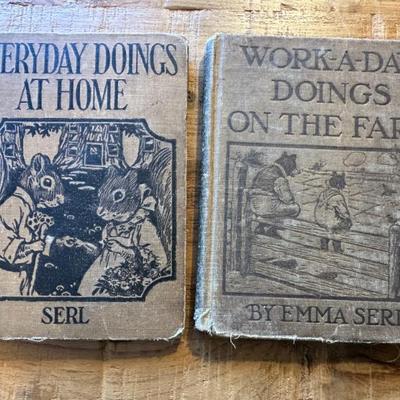 ERYDAY DOINGS
AT HOME
SERL
WORK-A-DA
DOINGS
ON THE FAR
BY EMMA SER